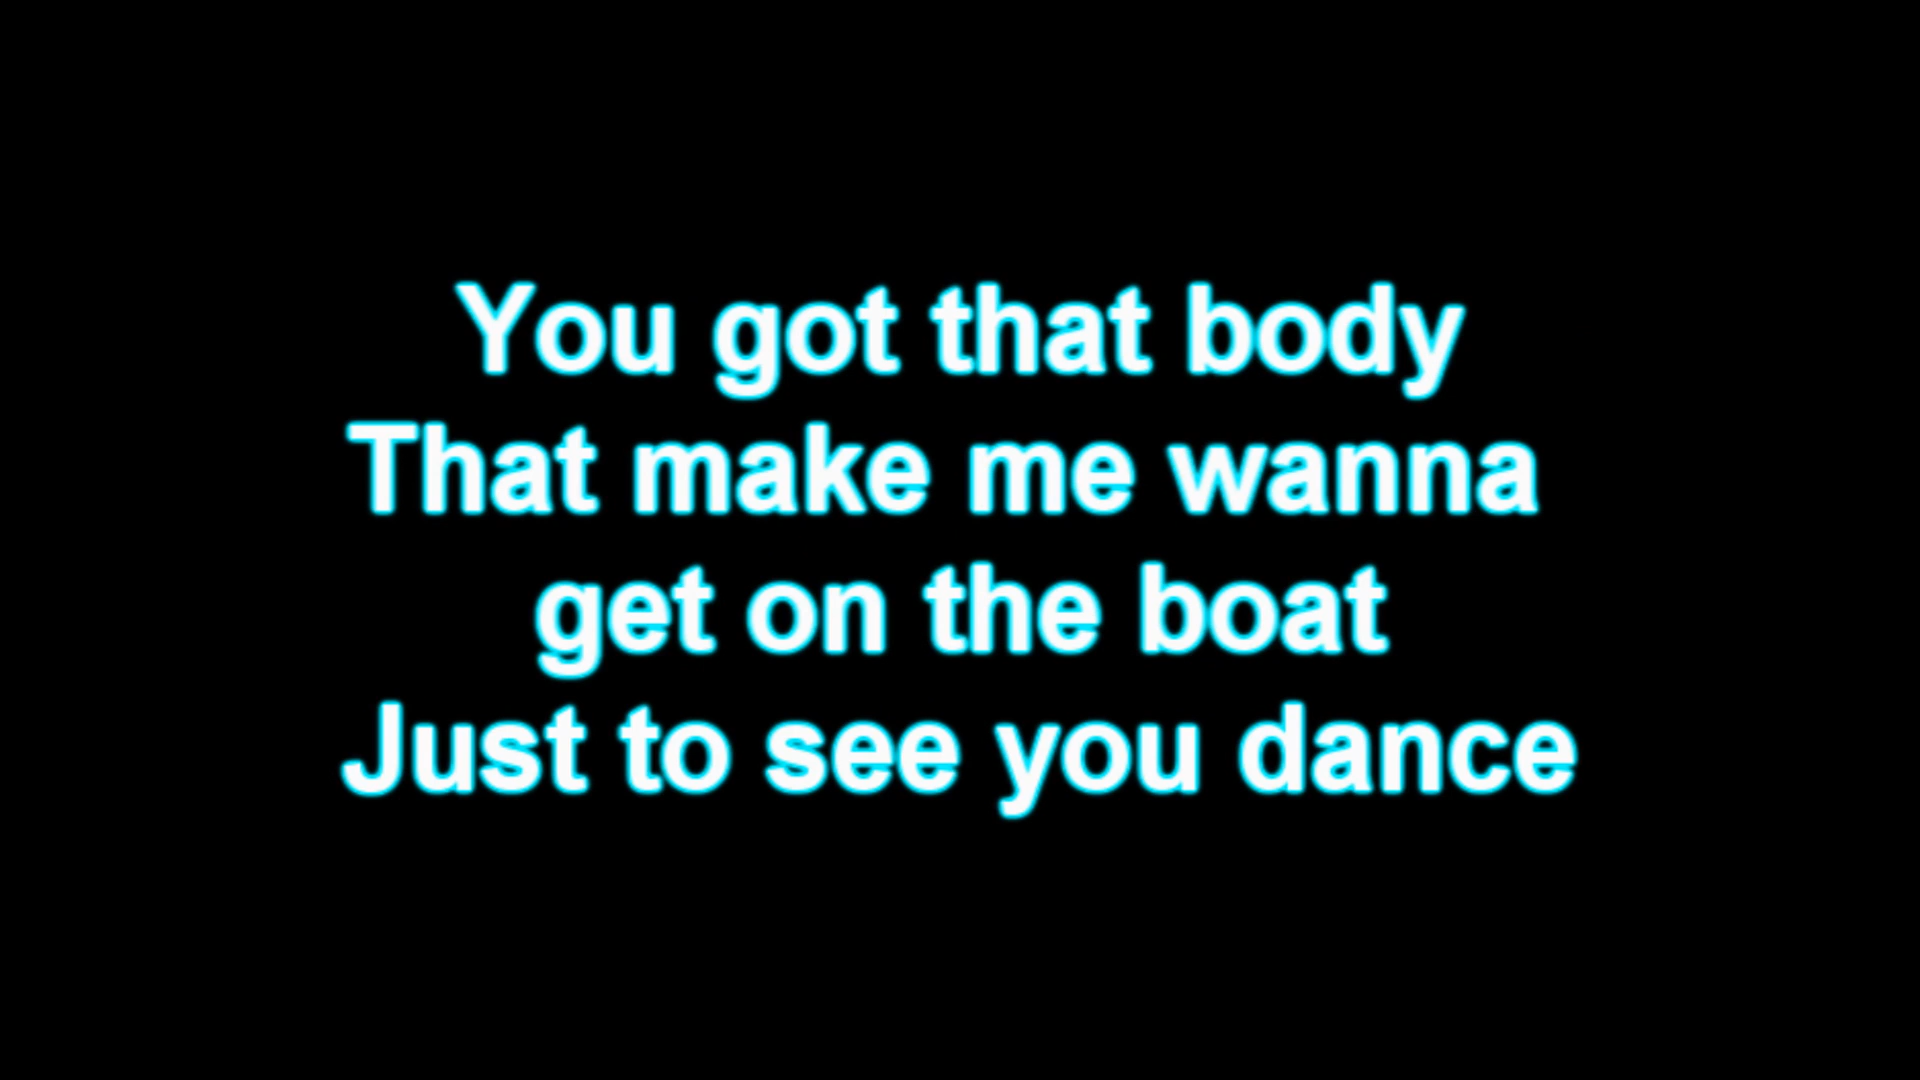 You got that body
That make me wanna
get on the boat
Just to see you dance